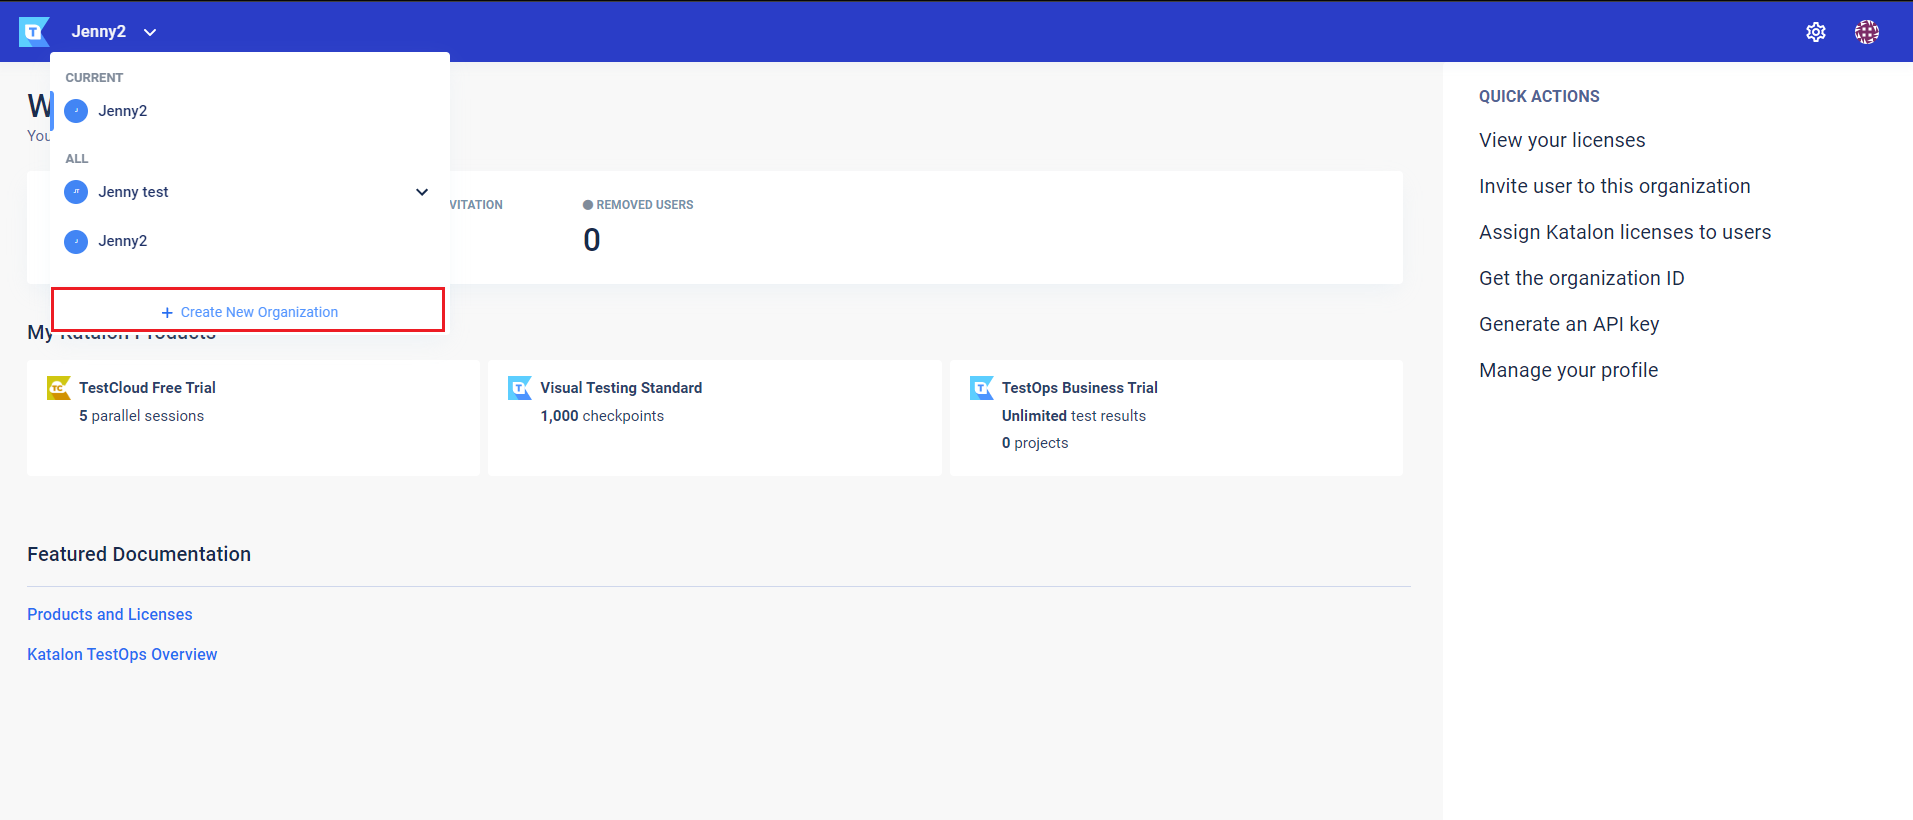 Jenny2
CURRENT
Jenny2
ALL
Jenny test
Jenny2
+ Create New Organization
W
You
VITATION
REMOVED USERS
0
My Katalon Products
TestCloud Free Trial
5 parallel sessions
Visual Testing Standard
1,000 checkpoints
TestOps Business Trial
Unlimited test results
0 projects
Featured Documentation
Products and Licenses
Katalon TestOps Overview
QUICK ACTIONS
View your licenses
Invite user to this organization
Assign Katalon licenses to users
Get the organization ID
Generate an API key
Manage your profile